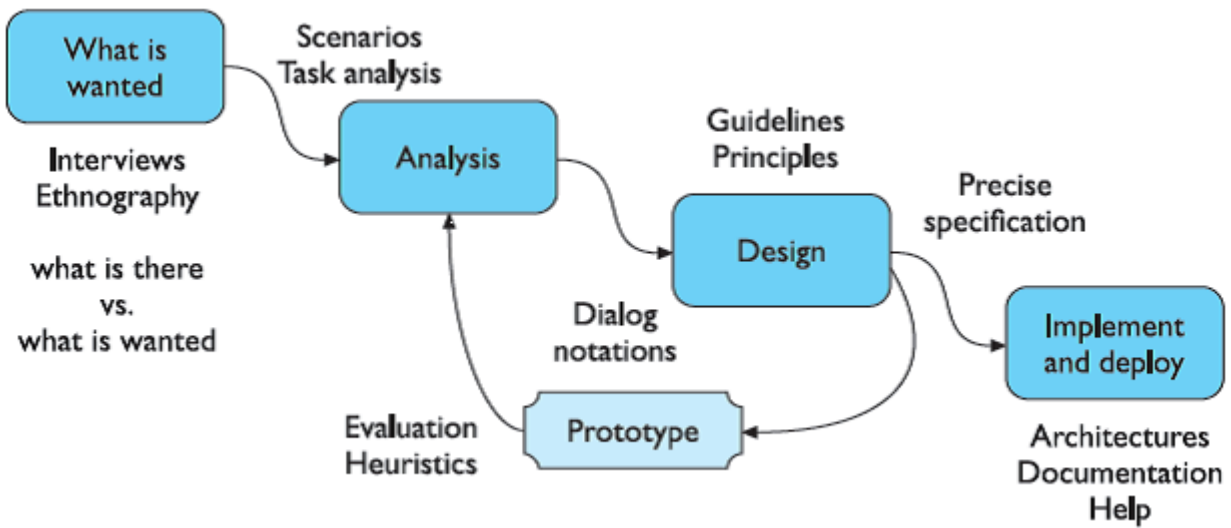 What is
wanted
Scenarios
Task analysis
Interviews
Ethnography
what is there
vs.
what is wanted
Analysis
Guidelines
Principles
Design
Precise
specification
Dialog
notations
Implement
and deploy
Evaluation
Heuristics
Prototype
Architectures
Documentation
Help